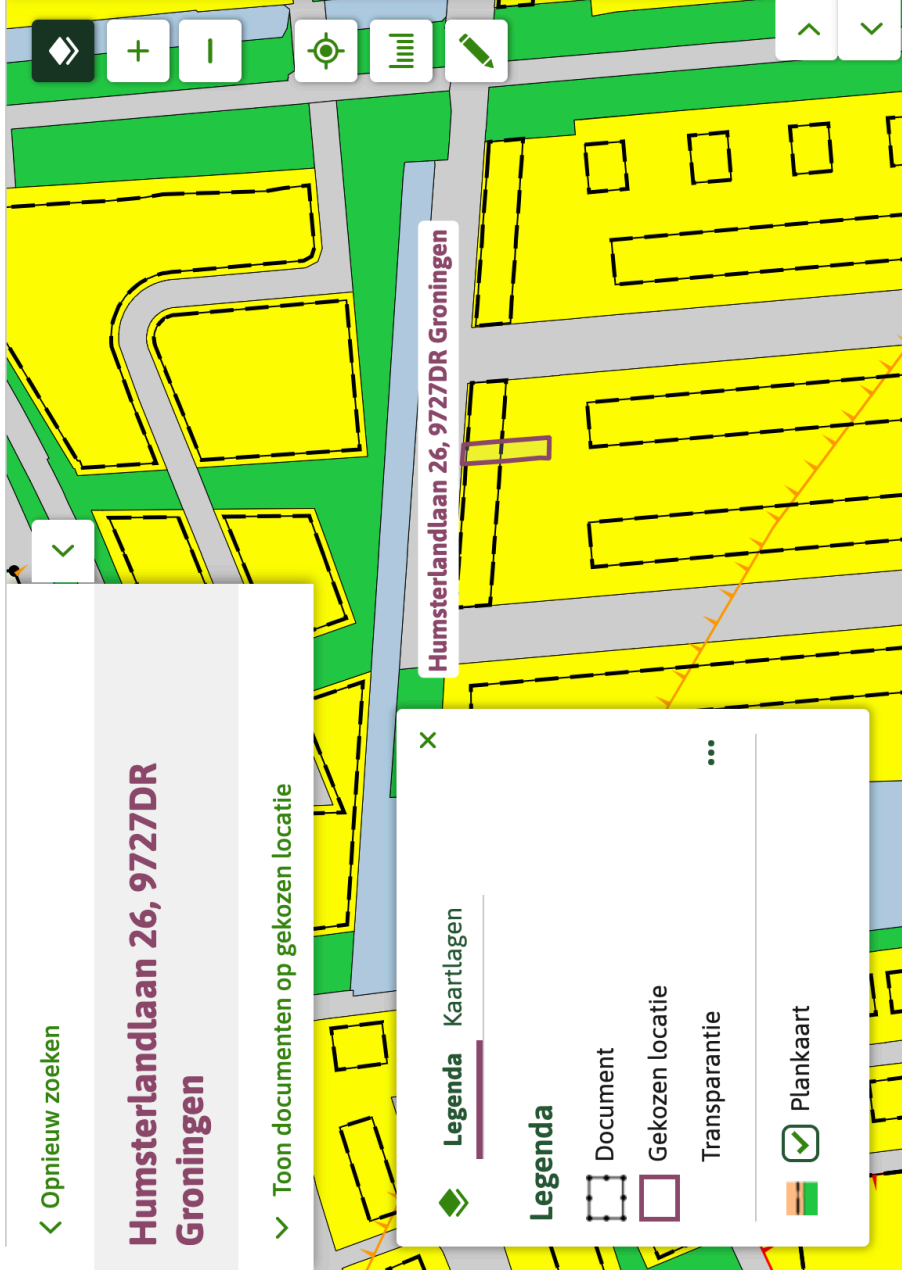 Opnieuw zoeken
Humsterlandlaan 26, 9727DR
Groningen
Toon documenten op gekozen locatie
Humsterlandlaan 26, 9727DR Groningen
Legenda
Kaartlagen
Legenda
Document
Gekozen locatie
Transparantie
Plankaart